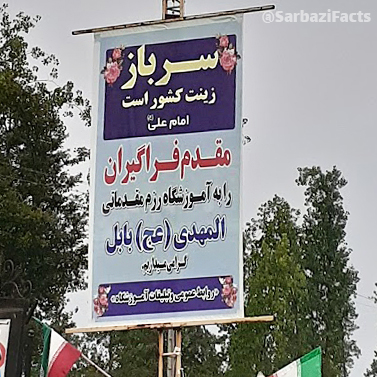 @SarbaziFacts
سرباز
زینت کشور است
امام علی (ع)
مقدم فراگیران
را به آموزشگاه رزم مقدماتی
المهدی (عج) بابل
گرامی میداریم.
«روابط عمومی و تبلیغات آموزشگاه»